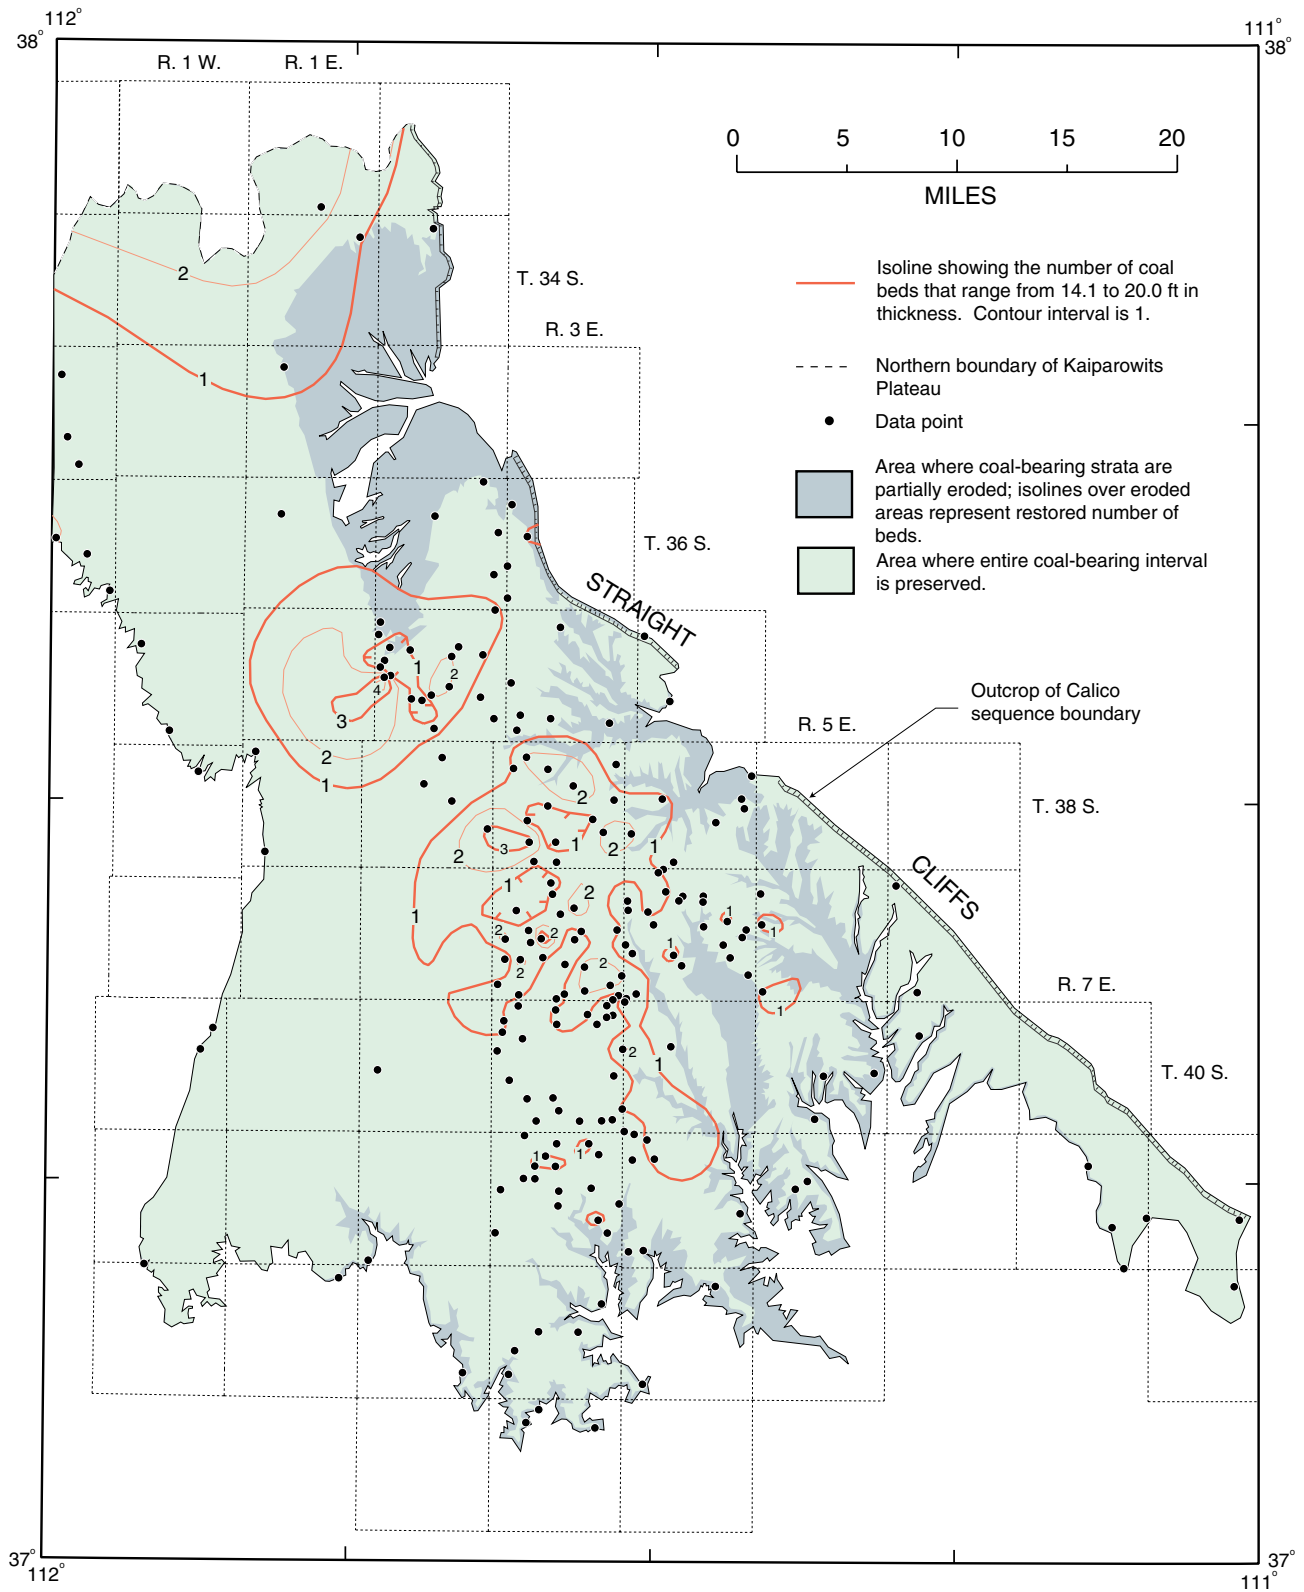 112°
111°
38°
38°
R. 1 W.
R. 1 E.
0 5 10 15 20
MILES
Isoline showing the number of coal
beds that range from 14.1 to 20.0 ft in
thickness. Contour interval is 1.
T. 34 S.
2
R. 3 E.
Northern boundary of Kaiparowits
Plateau
1
Data point
Area where coal-bearing strata are
partially eroded; isolines over eroded
areas represent restored number of
beds.
T. 36 S.
Area where entire coal-bearing interval
is preserved.
STRAIGHT
1
2
4
3
Outcrop of Calico
sequence boundary
R. 5 E.
2
1
2
T. 38 S.
1
2
1
3
2
CLIFFS
1
2
1
1
2
2
1
1
2
2
R. 7 E.
1
2
1
T. 40 S.
1
1
37°
112°
37°
111°